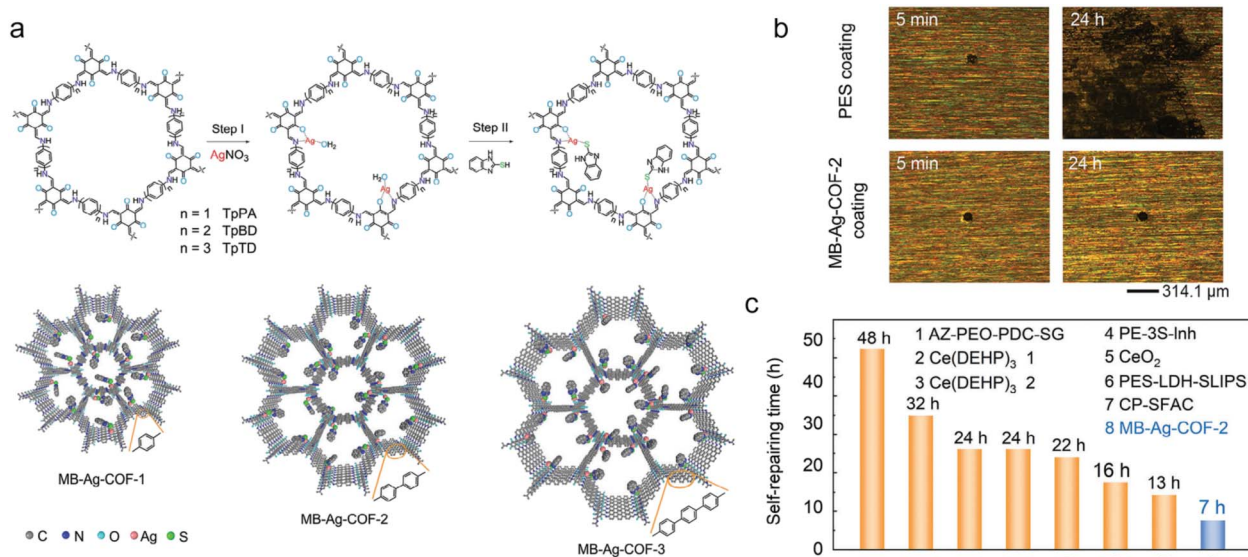 a
Step I
AgNO₃
Step II
n = 1 TpPA
n = 2 TpBD
n = 3 TpTD
MB-Ag-COF-1
MB-Ag-COF-2
MB-Ag-COF-3
C N O Ag S
b
PES coating
5 min
24 h
MB-Ag-COF-2
coating
5 min
24 h
314.1 µm
c
Self-repairing time (h)
50
40
30
20
10
0
48 h
32 h
24 h
24 h
22 h
16 h
13 h
7 h
1 AZ-PEO-PDC-SG
2 Ce(DEHP)₃ 1
3 Ce(DEHP)₃ 2
4 PE-3S-Inh
5 CeO₂
6 PES-LDH-SLIPS
7 CP-SFAC
8 MB-Ag-COF-2